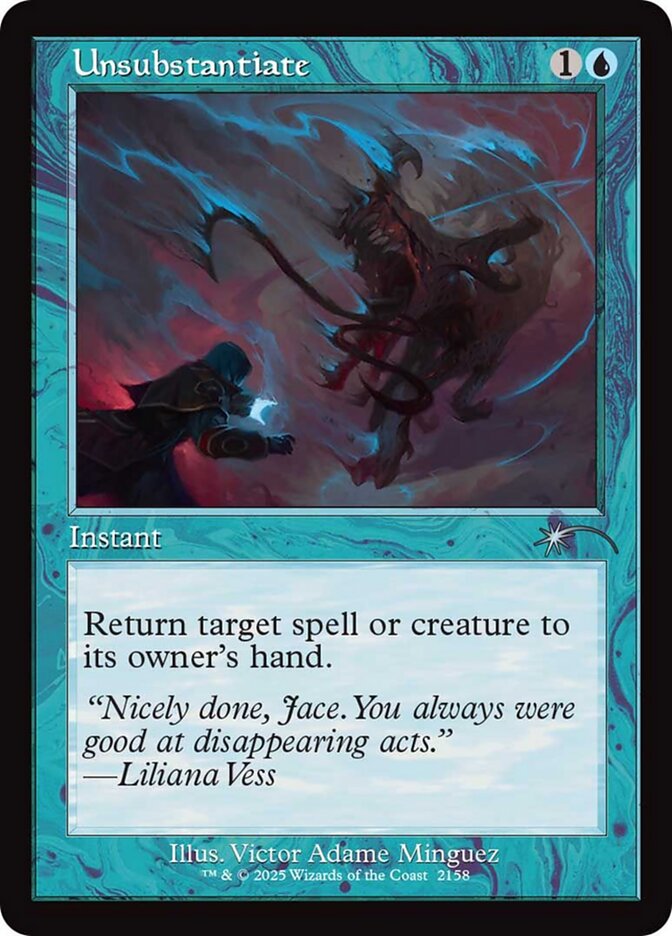 Unsubstantiate 1
Instant
Return target spell or creature to
its owner's hand.
“Nicely done, Jace. You always were
good at disappearing acts.”
—Liliana Vess
Illus. Victor Adame Minguez
™ & © 2025 Wizards of the Coast 2158